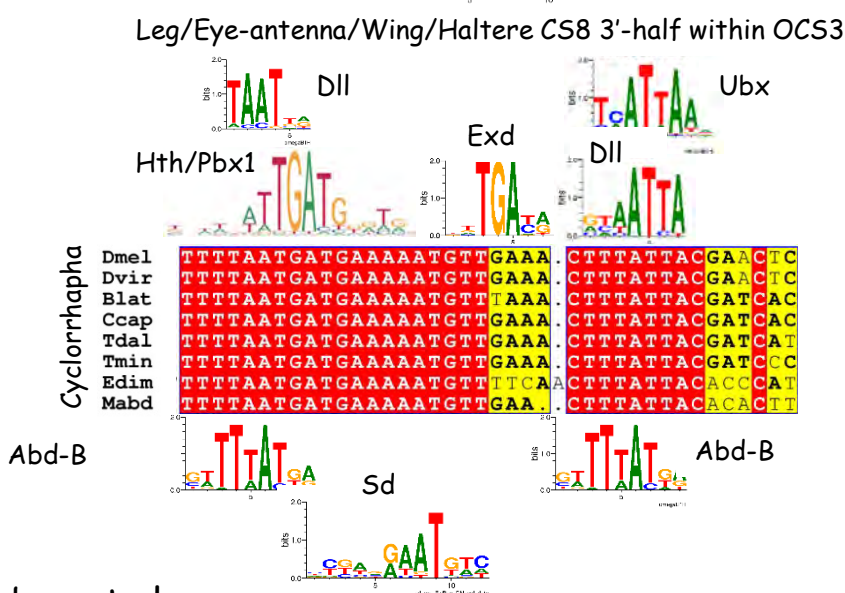 Leg/Eye-antenna/Wing/Haltere CS8 3’-half within OCS3
Dll
Ubx
Hth/Pbx1
Exd
Dll
Cyclorrhapha
Dmel TTTTAATGATGAAAAATGTTGAAA.CTTTATTACGAACTC
Dvir TTTTAATGATGAAAAATGTTGAAA.CTTTATTACGAACTC
Blat TTTTAATGATGAAAAATGTTTAAA.CTTTATTACGATCAC
Ccap TTTTAATGATGAAAAATGTTGAAA.CTTTATTACGATCAC
Tdal TTTTAATGATGAAAAATGTTGAAA.CTTTATTACGATCAT
Tmin TTTTAATGATGAAAAATGTTGAAA.CTTTATTACGATCCC
Edim TTTTAATGATGAAAAATGTTTTCAACTTTATTACACCCAT
Mabd TTTTAATGATGAAAAATGTTGAA..CTTTATTACACACTT
Abd-B
Abd-B
Sd